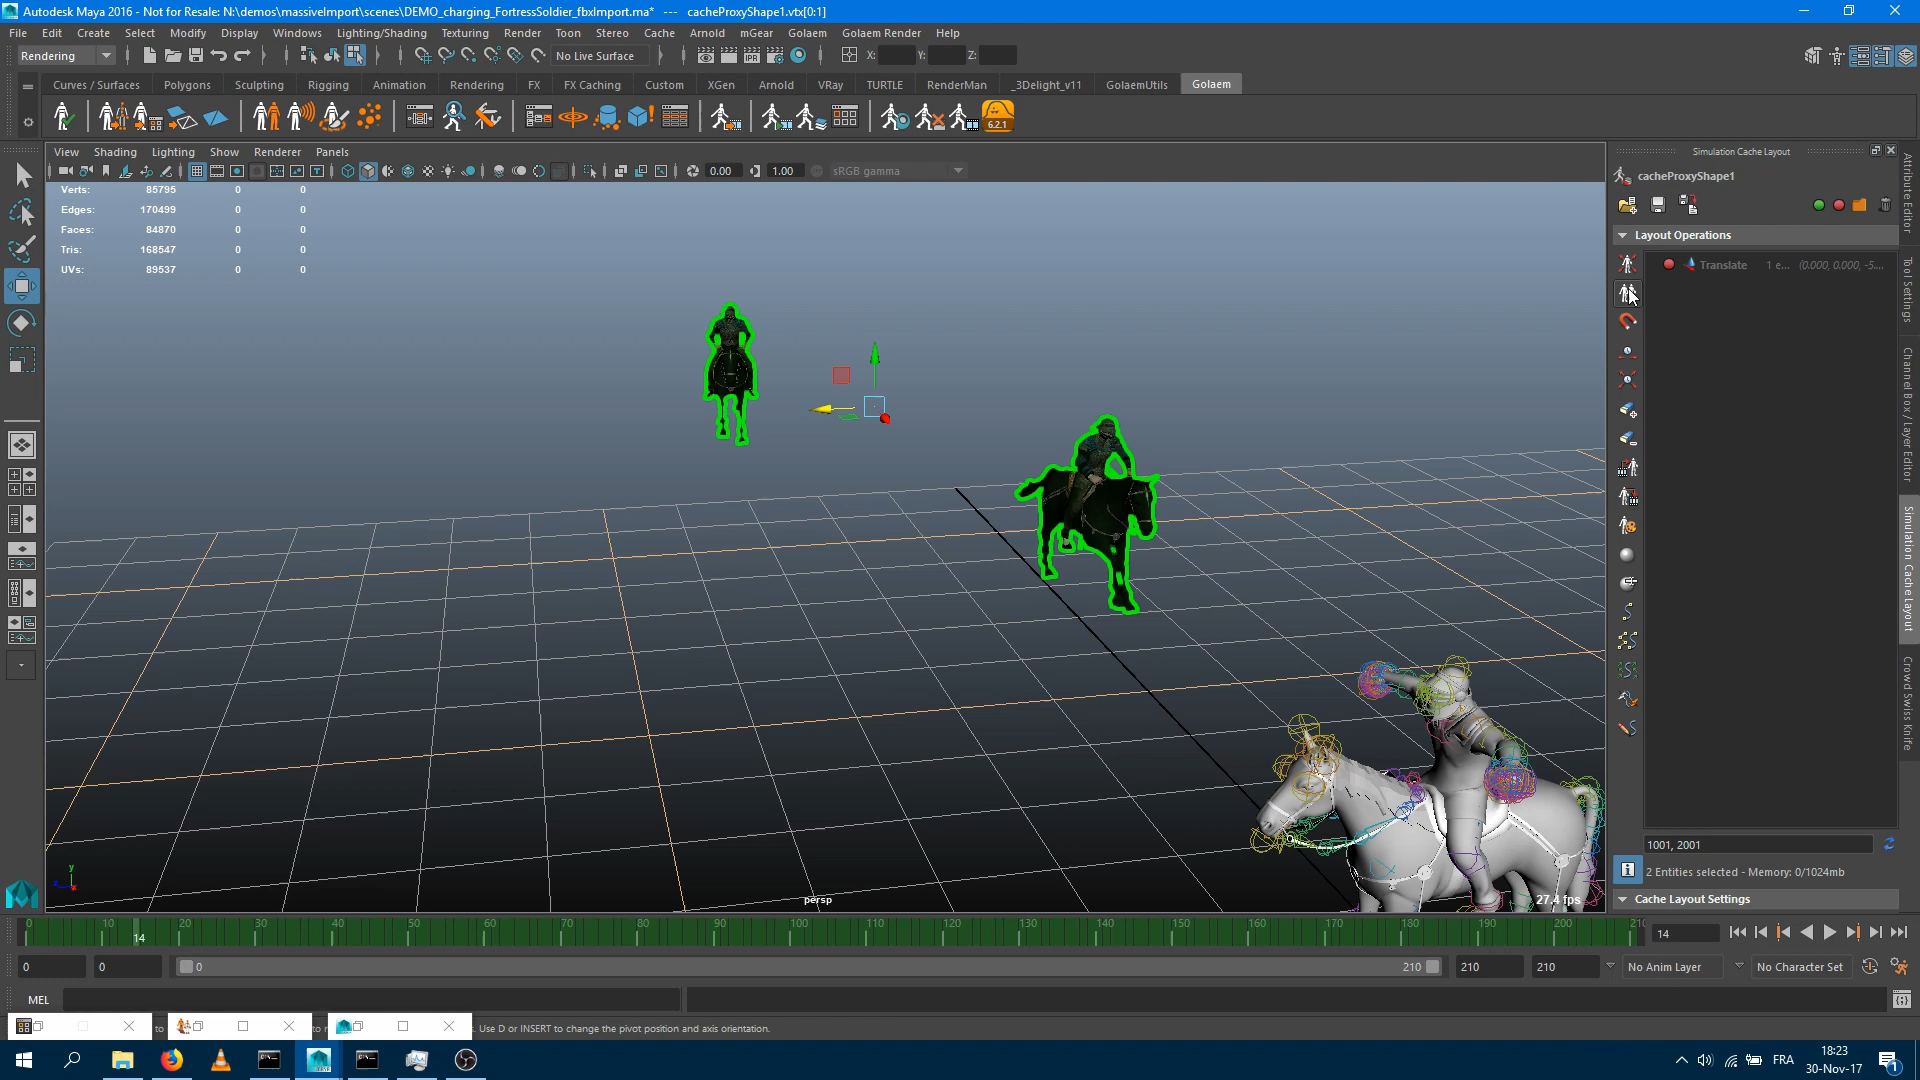 Autodesk Maya 2016 - Not for Resale: N:\demos\massiveImport\scenes\DEMO_charging_FortressSoldier_fbxImport.ma*  ---  cacheProxyShape1.vtx[0:1]
File Edit Create Select Modify Display Windows Lighting/Shading Texturing Render Toon Stereo Cache Arnold mGear Golaem Golaem Render Help
Rendering No Live Surface X: Y: Z:
Curves / Surfaces Polygons Sculpting Rigging Animation Rendering FX FX Caching Custom XGen Arnold VRay TURTLE RenderMan _3Delight_v11 GolaemUtils Golaem
IPR
6.2.1
View Shading Lighting Show Renderer Panels
0.00 1.00 sRGB gamma
Verts: 85795 0 0
Edges: 170499 0 0
Faces: 84870 0 0
Tris: 168547 0 0
UVs: 89537 0 0
y
persp
27.4 fps
Simulation Cache Layout
cacheProxyShape1
Layout Operations
Translate 1 e... (0.000, 0.000, -5....
1001, 2001
2 Entities selected - Memory: 0/1024mb
Cache Layout Settings
Attribute Editor
Tool Settings
Channel Box / Layer Editor
Simulation Cache Layout
Crowd Swiss Knife
0 10 20 30 40 50 60 70 80 90 100 110 120 130 140 150 160 170 180 190 200 210
14
14
0 0 0 210 210 210 No Anim Layer No Character Set
MEL
to
to
Use D or INSERT to change the pivot position and axis orientation.
FRA
18:23
30-Nov-17
1